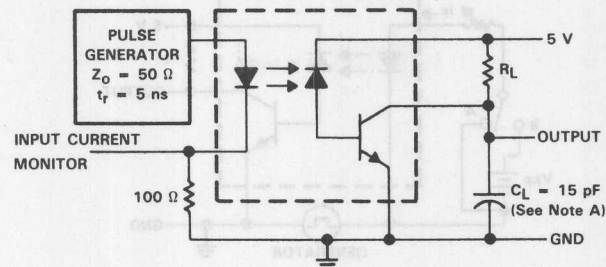 PULSE
GENERATOR
Zo = 50 Ω
tr = 5 ns
5 V
RL
INPUT CURRENT
MONITOR
OUTPUT
100 Ω
CL = 15 pF
(See Note A)
GND